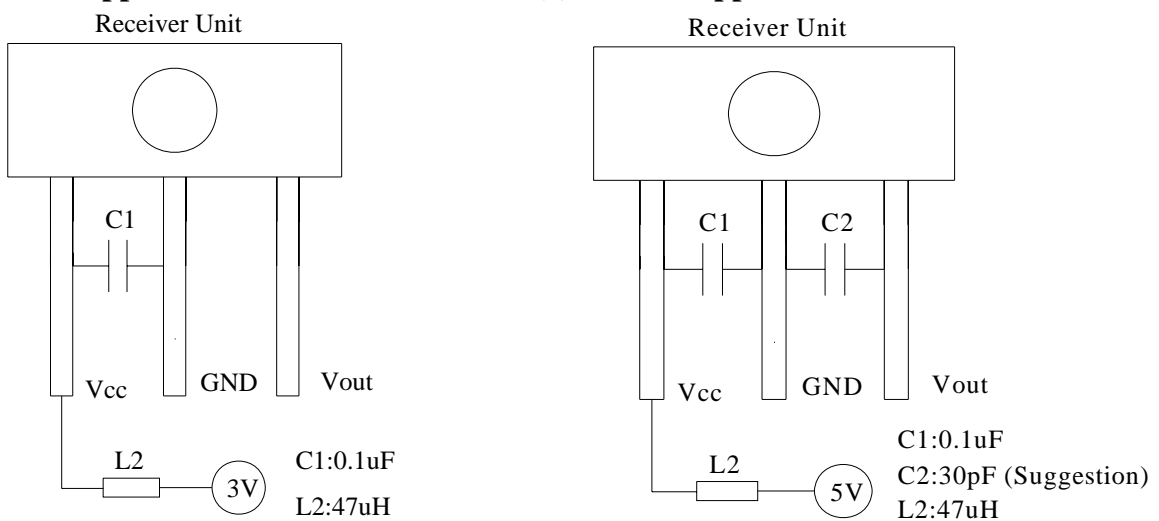 Receiver Unit
C1
Vcc
GND
Vout
L2
3V
C1:0.1uF
L2:47uH
Receiver Unit
C1
C2
Vcc
GND
Vout
L2
5V
C1:0.1uF
C2:30pF (Suggestion)
L2:47uH